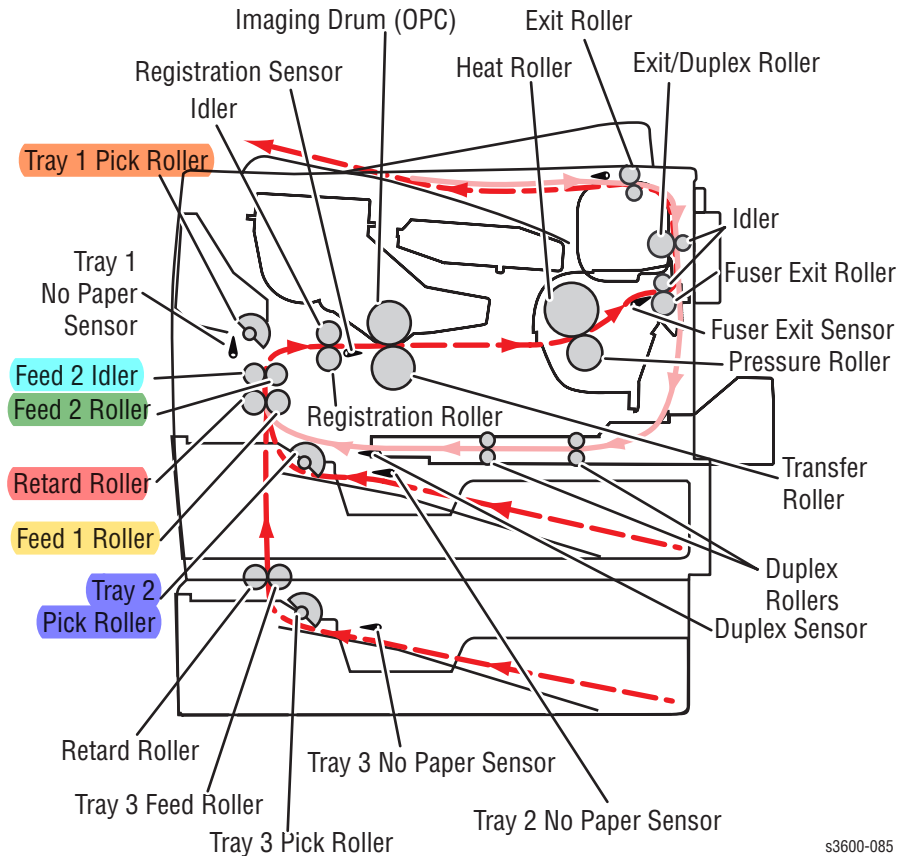 Imaging Drum (OPC)
Exit Roller
Registration Sensor
Heat Roller
Exit/Duplex Roller
Idler
Tray 1 Pick Roller
Idler
Tray 1
No Paper
Sensor
Fuser Exit Roller
Fuser Exit Sensor
Pressure Roller
Feed 2 Idler
Feed 2 Roller
Registration Roller
Retard Roller
Transfer
Roller
Feed 1 Roller
Duplex
Rollers
Tray 2
Pick Roller
Duplex Sensor
Retard Roller
Tray 3 No Paper Sensor
Tray 3 Feed Roller
Tray 2 No Paper Sensor
Tray 3 Pick Roller
s3600-085